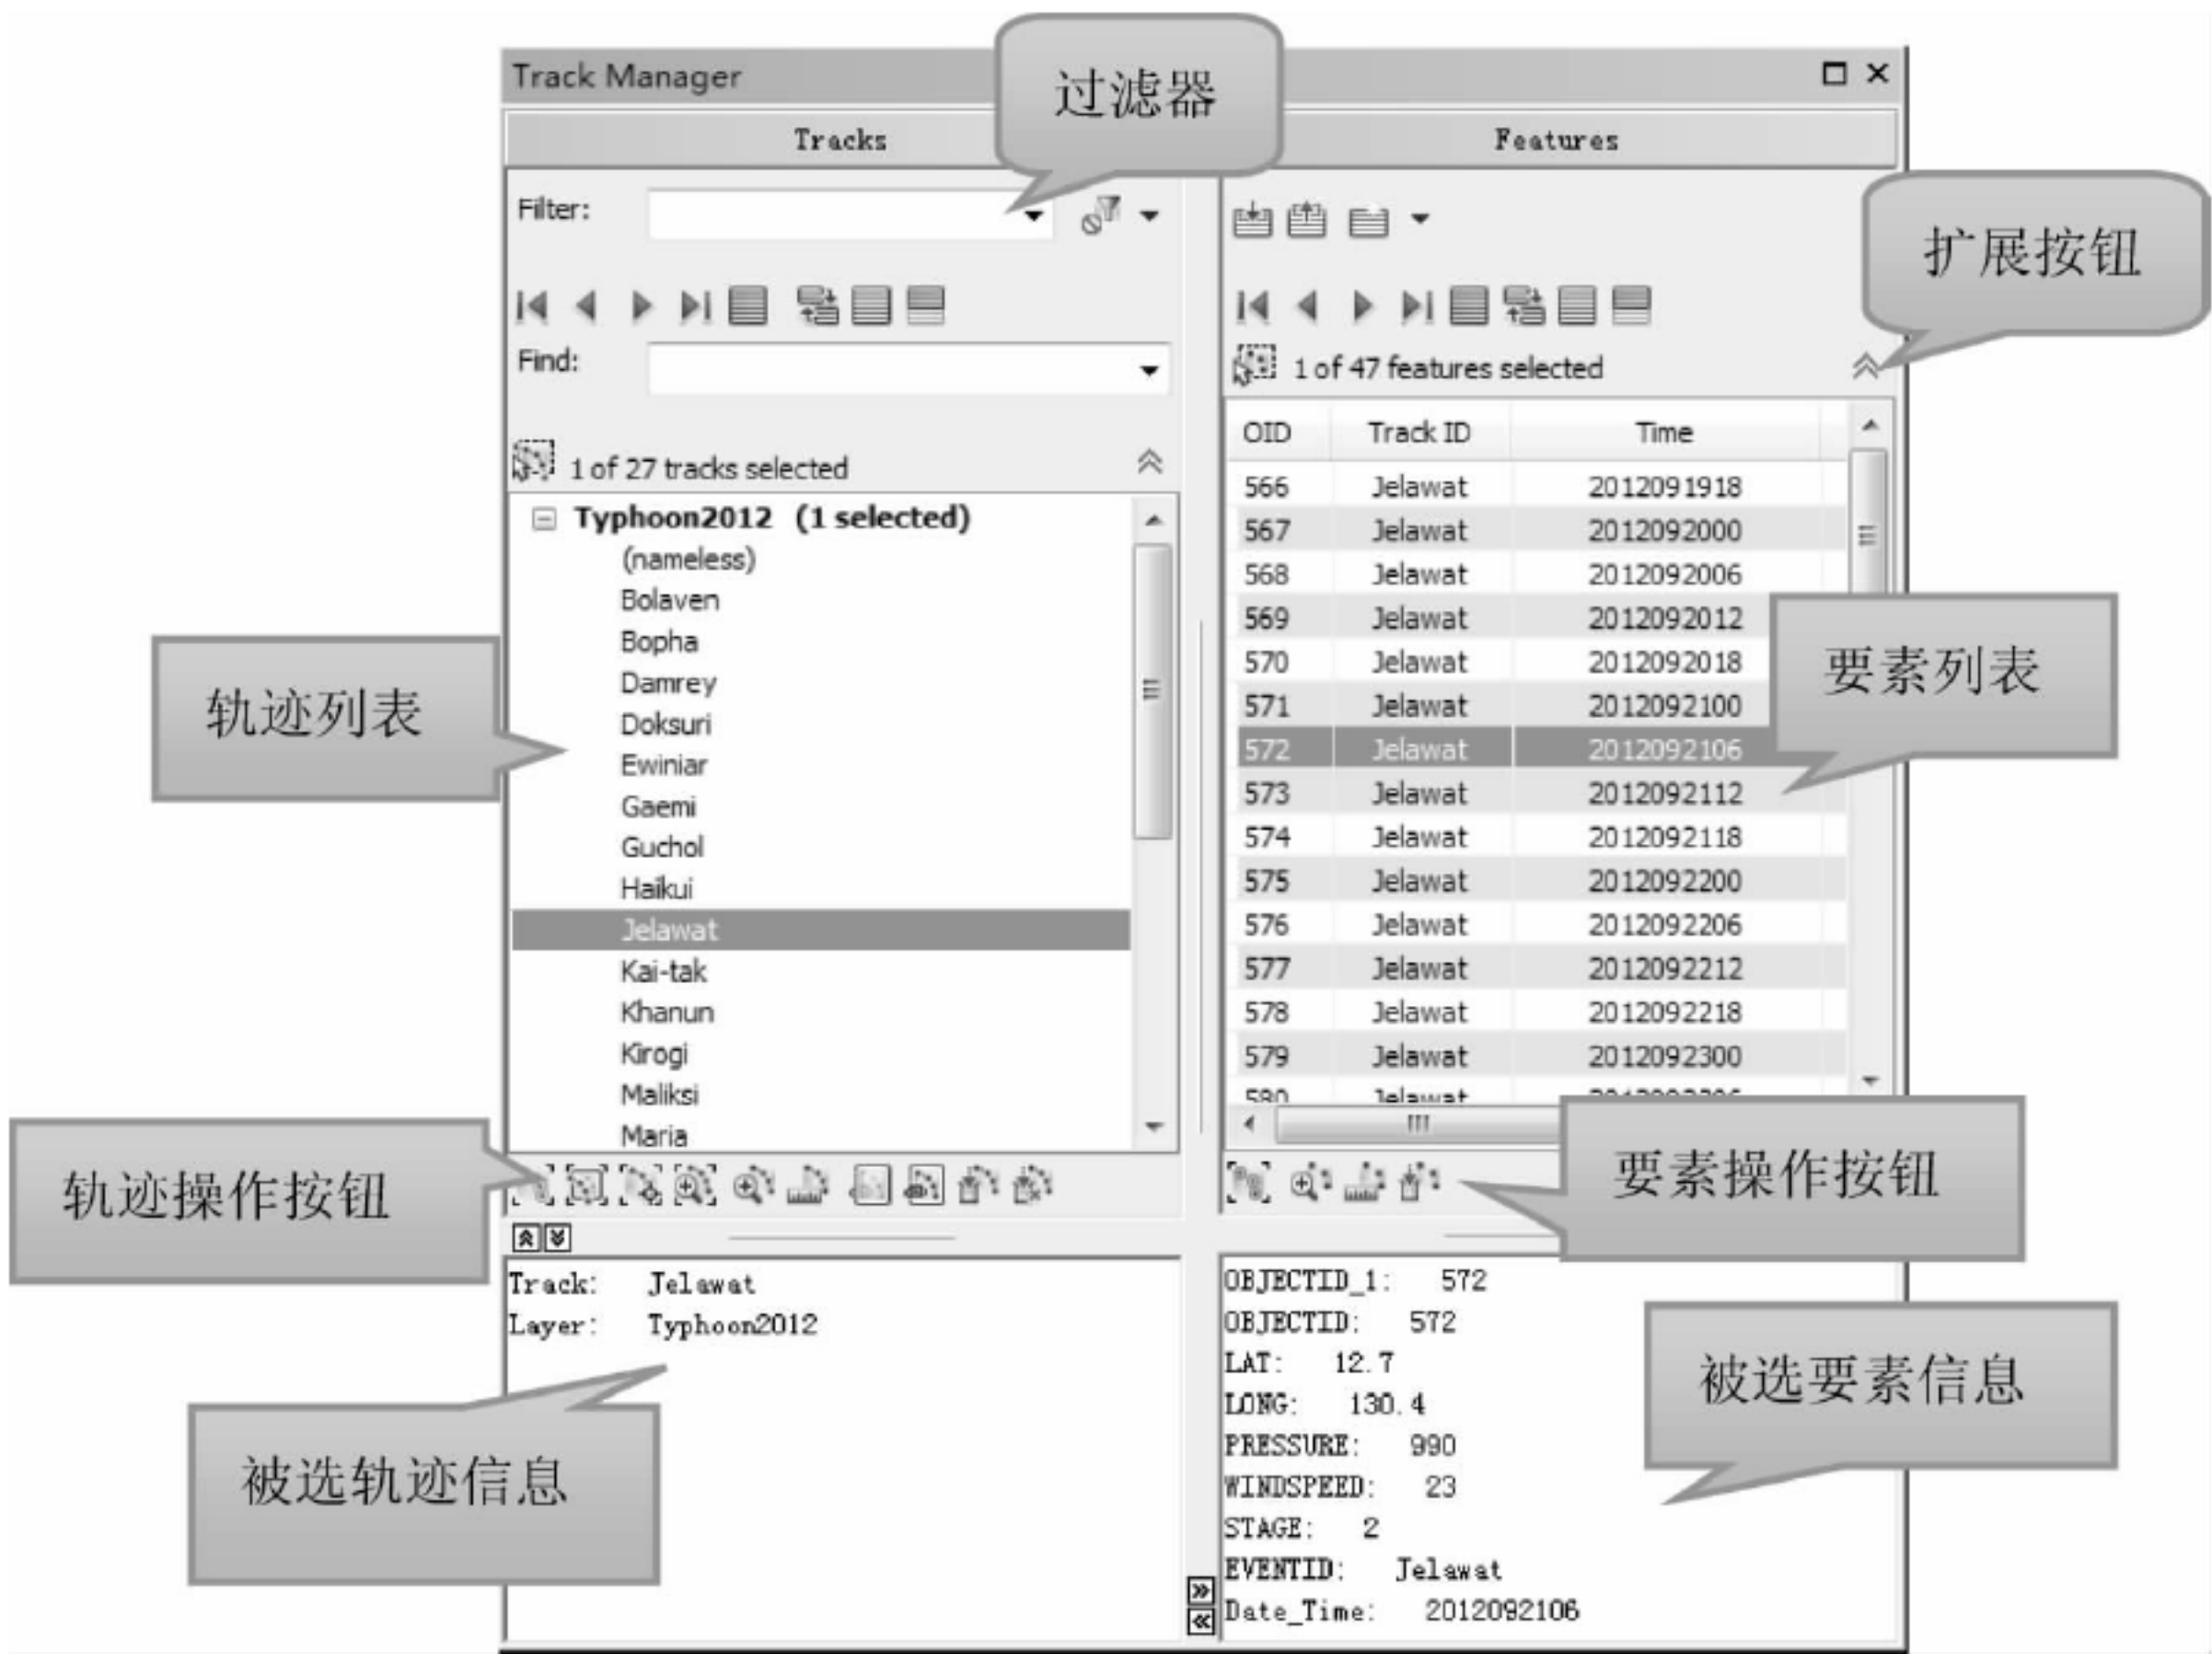 Track Manager
过滤器
Tracks
Features
Filter:
扩展按钮
Find:
1 of 47 features selected
1 of 27 tracks selected
OID Track ID Time
566 Jelawat 2012091918
567 Jelawat 2012092000
568 Jelawat 2012092006
569 Jelawat 2012092012
570 Jelawat 2012092018
571 Jelawat 2012092100
572 Jelawat 2012092106
573 Jelawat 2012092112
574 Jelawat 2012092118
575 Jelawat 2012092200
576 Jelawat 2012092206
577 Jelawat 2012092212
578 Jelawat 2012092218
579 Jelawat 2012092300
580 Jelawat
要素列表
Typhoon2012 (1 selected)
(nameless)
Bolaven
Bopha
Damrey
Doksuri
Ewiniar
Gaemi
Guchol
Haikui
Jelawat
Kai-tak
Khanun
Kirogi
Maliksi
Maria
轨迹列表
轨迹操作按钮
要素操作按钮
Track: Jelawat
Layer: Typhoon2012
被选轨迹信息
OBJECTID_1: 572
OBJECTID: 572
LAT: 12.7
LONG: 130.4
PRESSURE: 990
WINDSPEED: 23
STAGE: 2
EVENTID: Jelawat
Date_Time: 2012092106
被选要素信息